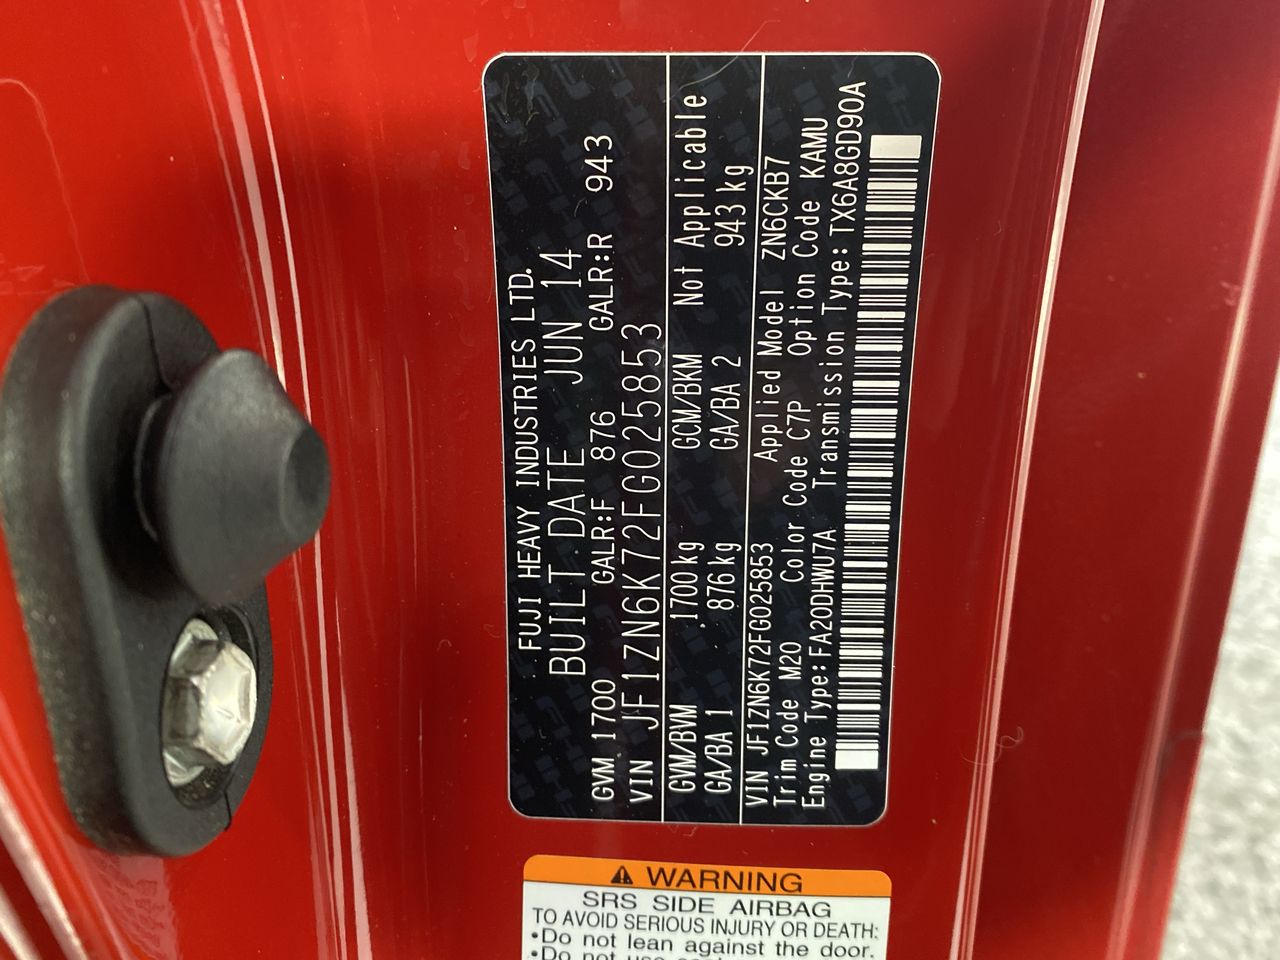 FUJI HEAVY INDUSTRIES LTD.
BUILT DATE JUN 14
GVM 1700 GALR:F 876 GALR:R 943
VIN JF1ZN6K72FG025853
GVM/BVM 1700 kg GCM/BKM Not Applicable
GA/BA 1 876 kg GA/BA 2 943 kg
VIN JF1ZN6K72FG025853 Applied Model ZN6CKB7
Trim Code M20 Color Code C7P Option Code KAMU
Engine Type: FA20DHWU7A Transmission Type: TX6A8GD90A
WARNING
SRS SIDE AIRBAG
TO AVOID SERIOUS INJURY OR DEATH:
•Do not lean against the door.
•Do not use